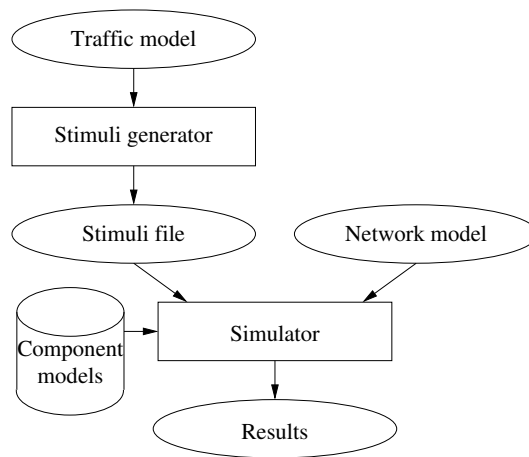 Traffic model
Stimuli generator
Stimuli file
Network model
Component
models
Simulator
Results